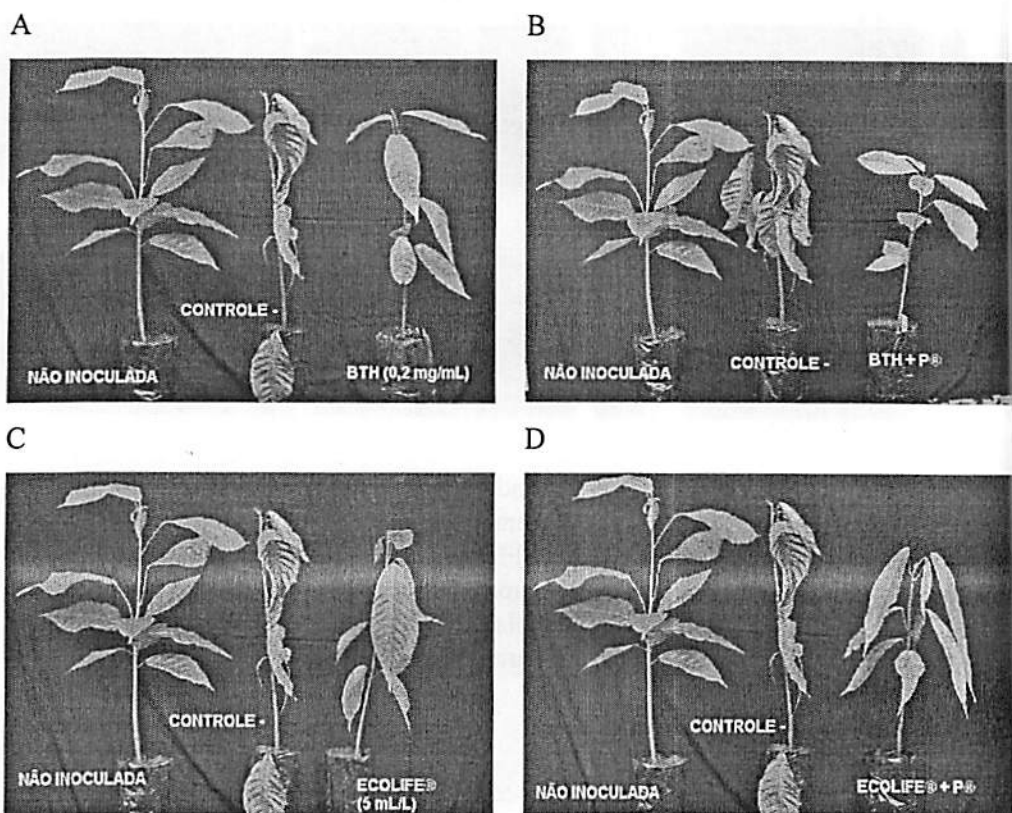 A
CONTROLE -
NÃO INOCULADA
BTH (0,2 mg/mL)
B
CONTROLE -
BTH + P®
NÃO INOCULADA
C
CONTROLE -
NÃO INOCULADA
ECOLIFE®
(5 mL/L)
D
CONTROLE -
NÃO INOCULADA
ECOLIFE® + P®